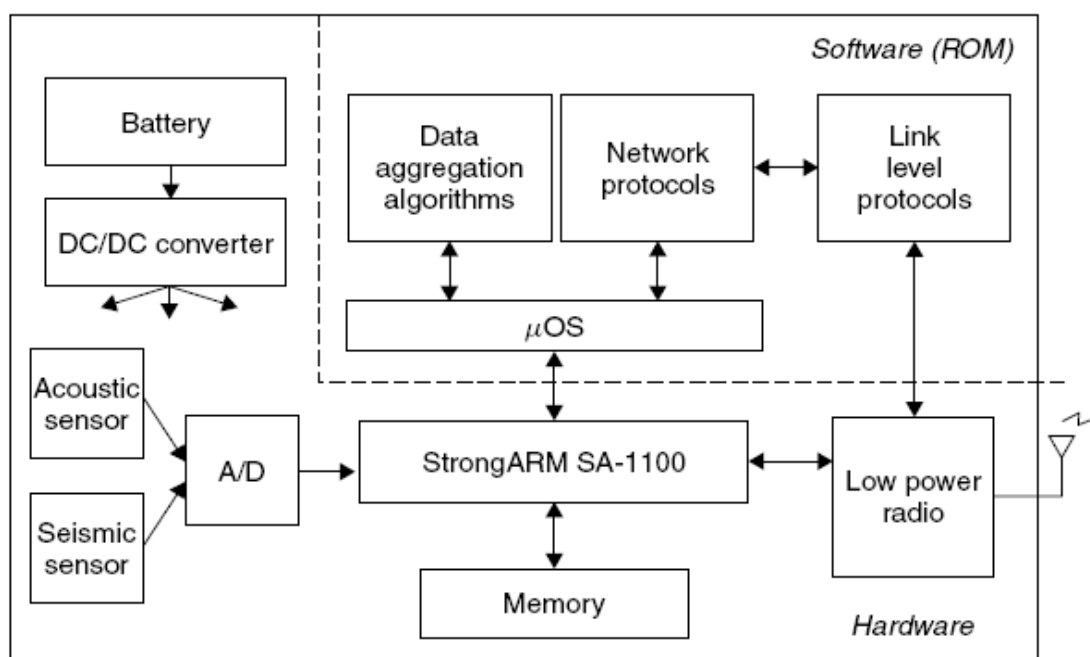 Software (ROM)
Battery
Data
aggregation
algorithms
Network
protocols
Link
level
protocols
DC/DC converter
μOS
Acoustic
sensor
A/D
StrongARM SA-1100
Low power
radio
Seismic
sensor
Memory
Hardware